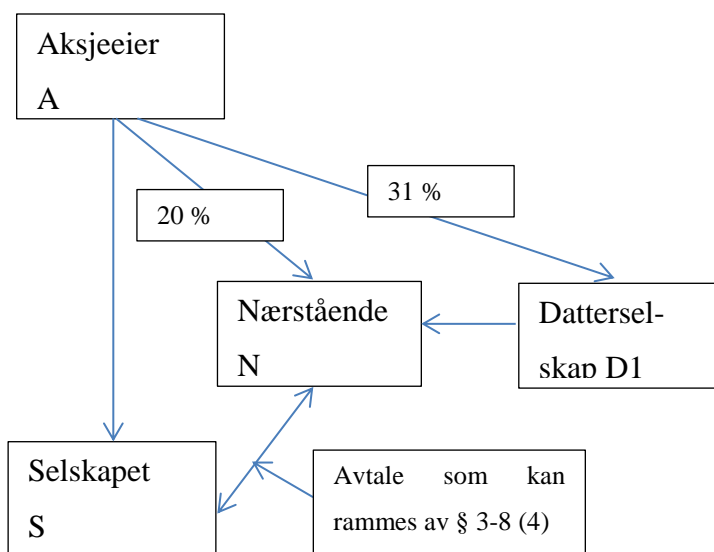 Aksjeeier
A
20 %
31 %
Nærstående
N
Dattersel-
skap D1
Selskapet
S
Avtale som kan
rammes av § 3-8 (4)